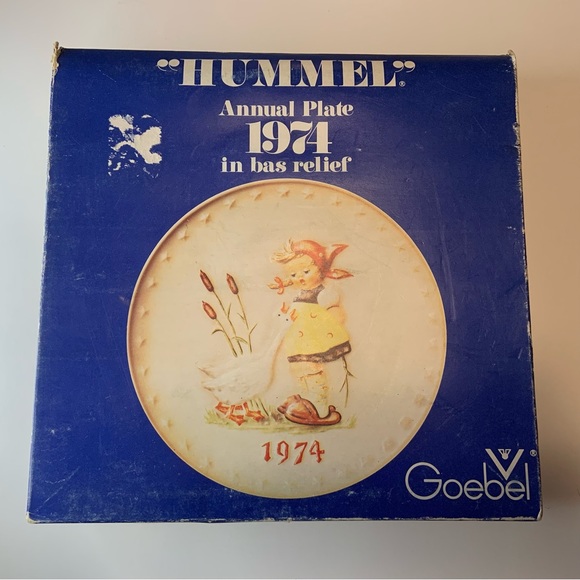 "HUMMEL"®
Annual Plate
1974
in bas relief
1974
Goebel®